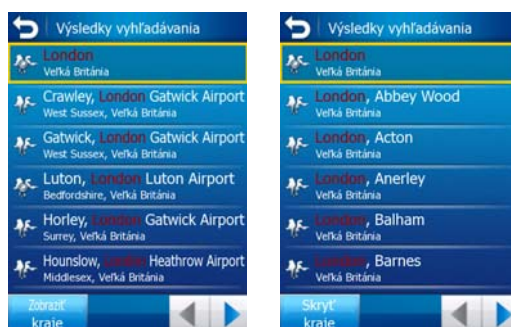 Výsledky vyhľadávania
London
Veľká Británia
Crawley, London Gatwick Airport
West Sussex, Veľká Británia
Gatwick, London Gatwick Airport
West Sussex, Veľká Británia
Luton, London Luton Airport
Bedfordshire, Veľká Británia
Horley, London Gatwick Airport
Surrey, Veľká Británia
Hounslow, London Heathrow Airport
Middlesex, Veľká Británia
Zobraziť
kraje
Výsledky vyhľadávania
London
Veľká Británia
London, Abbey Wood
Veľká Británia
London, Acton
Veľká Británia
London, Anerley
Veľká Británia
London, Balham
Veľká Británia
London, Barnes
Veľká Británia
Skryť
kraje